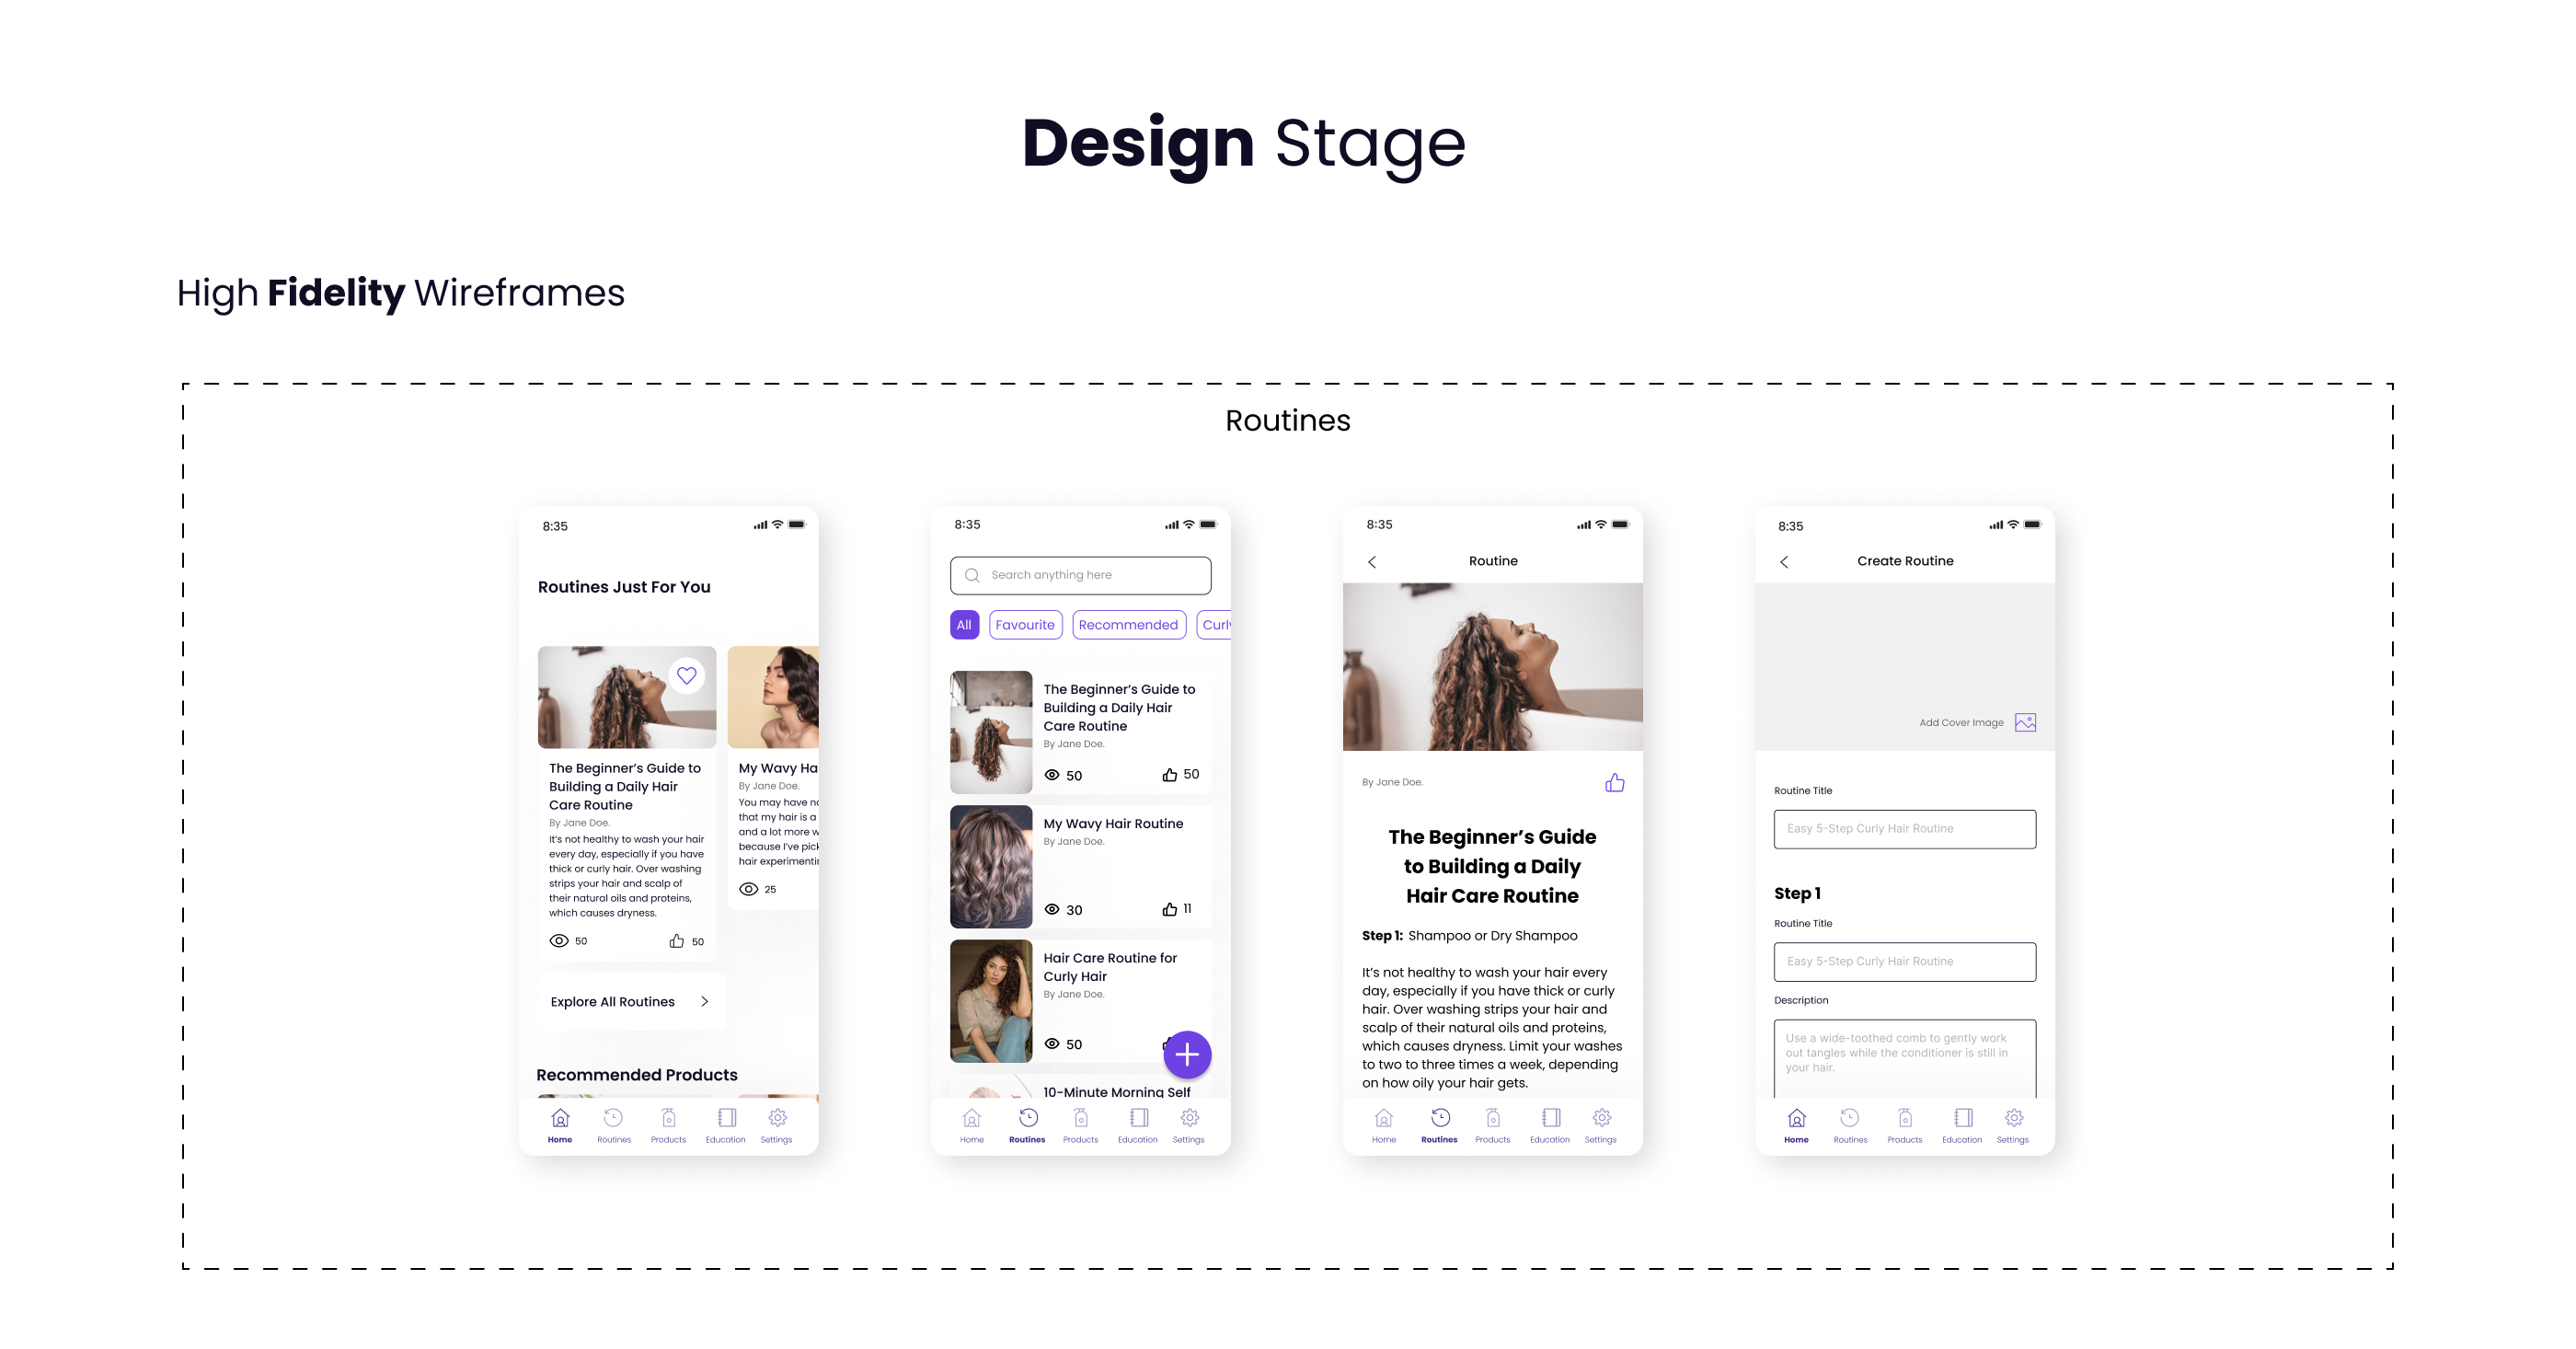 Design Stage
High Fidelity Wireframes
Routines
8:35
Routines Just For You
The Beginner's Guide to
Building a Daily Hair
Care Routine
By Jane Doe.
It's not healthy to wash your hair
every day, especially if you have
thick or curly hair. Over washing
strips your hair and scalp of
their natural oils and proteins,
which causes dryness.
50
50
My Wavy Ha
By Jane Doe.
You may have no
that my hair is a
and a lot more w
because I've pick
hair experimenti
25
Explore All Routines
Recommended Products
Home Routines Products Education Settings
8:35
Search anything here
All Favourite Recommended Curly
The Beginner's Guide to
Building a Daily Hair
Care Routine
By Jane Doe.
50 50
My Wavy Hair Routine
By Jane Doe.
30 11
Hair Care Routine for
Curly Hair
By Jane Doe.
50
10-Minute Morning Self
Home Routines Products Education Settings
8:35
Routine
By Jane Doe.
The Beginner's Guide
to Building a Daily
Hair Care Routine
Step 1: Shampoo or Dry Shampoo
It's not healthy to wash your hair every
day, especially if you have thick or curly
hair. Over washing strips your hair and
scalp of their natural oils and proteins,
which causes dryness. Limit your washes
to two to three times a week, depending
on how oily your hair gets.
Home Routines Products Education Settings
8:35
Create Routine
Add Cover Image
Routine Title
Easy 5-Step Curly Hair Routine
Step 1
Routine Title
Easy 5-Step Curly Hair Routine
Description
Use a wide-toothed comb to gently work
out tangles while the conditioner is still in
your hair.
Home Routines Products Education Settings